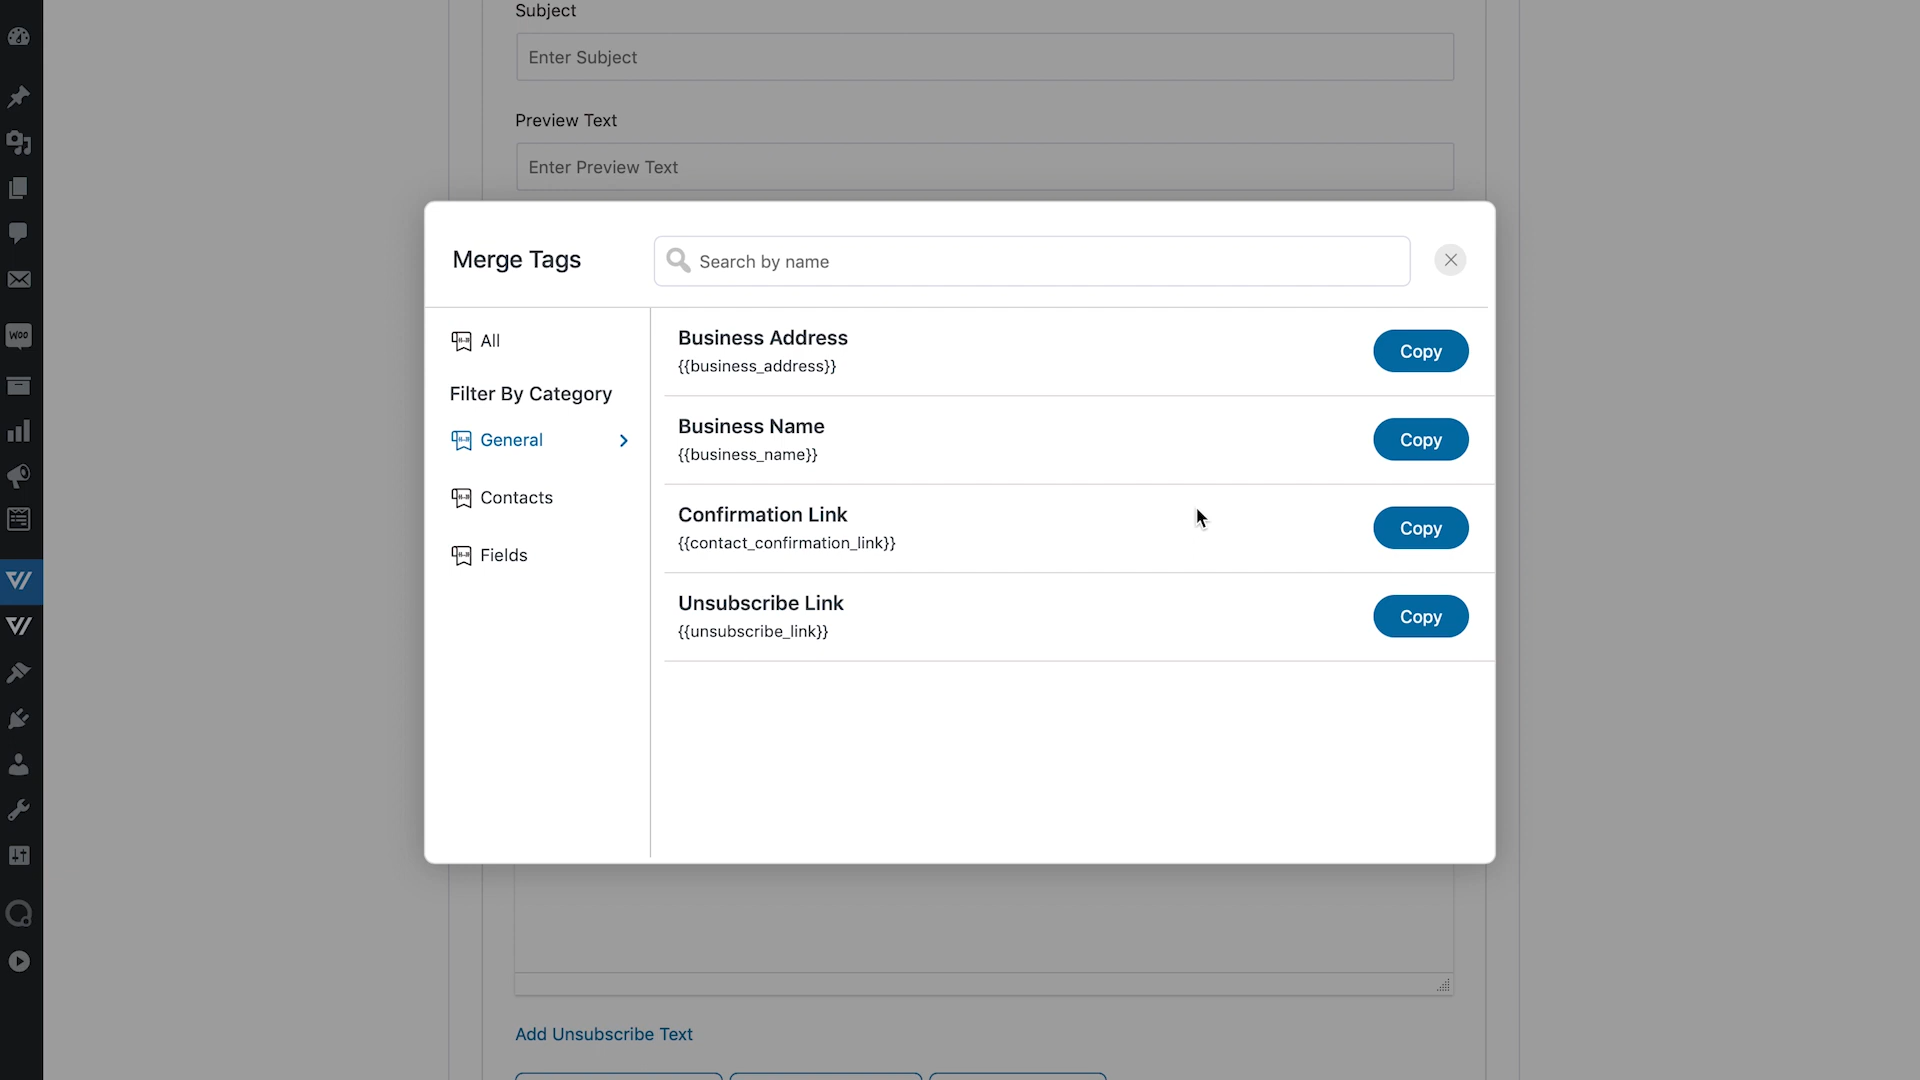 Subject
Enter Subject
Preview Text
Enter Preview Text
Merge Tags
Search by name
All
Filter By Category
General
Contacts
Fields
Business Address
{{business_address}}
Copy
Business Name
{{business_name}}
Copy
Confirmation Link
{{contact_confirmation_link}}
Copy
Unsubscribe Link
{{unsubscribe_link}}
Copy
Add Unsubscribe Text
WOO